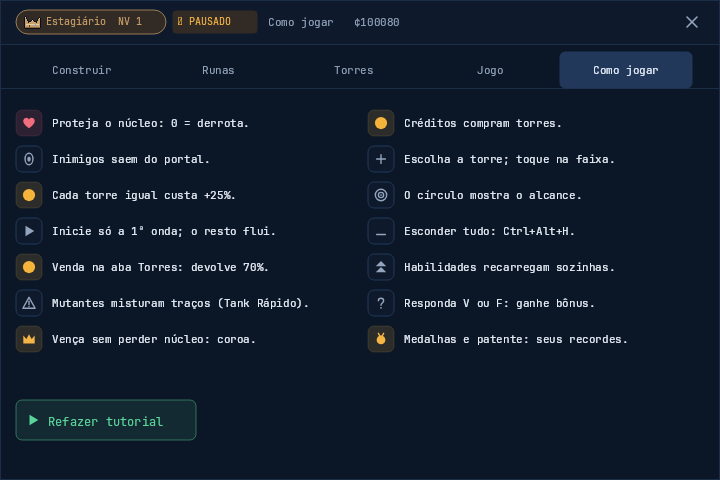 Estagiário NV 1
PAUSADO
Como jogar
¢100080
Construir
Runas
Torres
Jogo
Como jogar
Proteja o núcleo: 0 = derrota.
Créditos compram torres.
Inimigos saem do portal.
Escolha a torre; toque na faixa.
Cada torre igual custa +25%.
O círculo mostra o alcance.
Inicie só a 1ª onda; o resto flui.
Esconder tudo: Ctrl+Alt+H.
Venda na aba Torres: devolve 70%.
Habilidades recarregam sozinhas.
Mutantes misturam traços (Tank Rápido).
Responda V ou F: ganhe bônus.
Vença sem perder núcleo: coroa.
Medalhas e patente: seus recordes.
Refazer tutorial